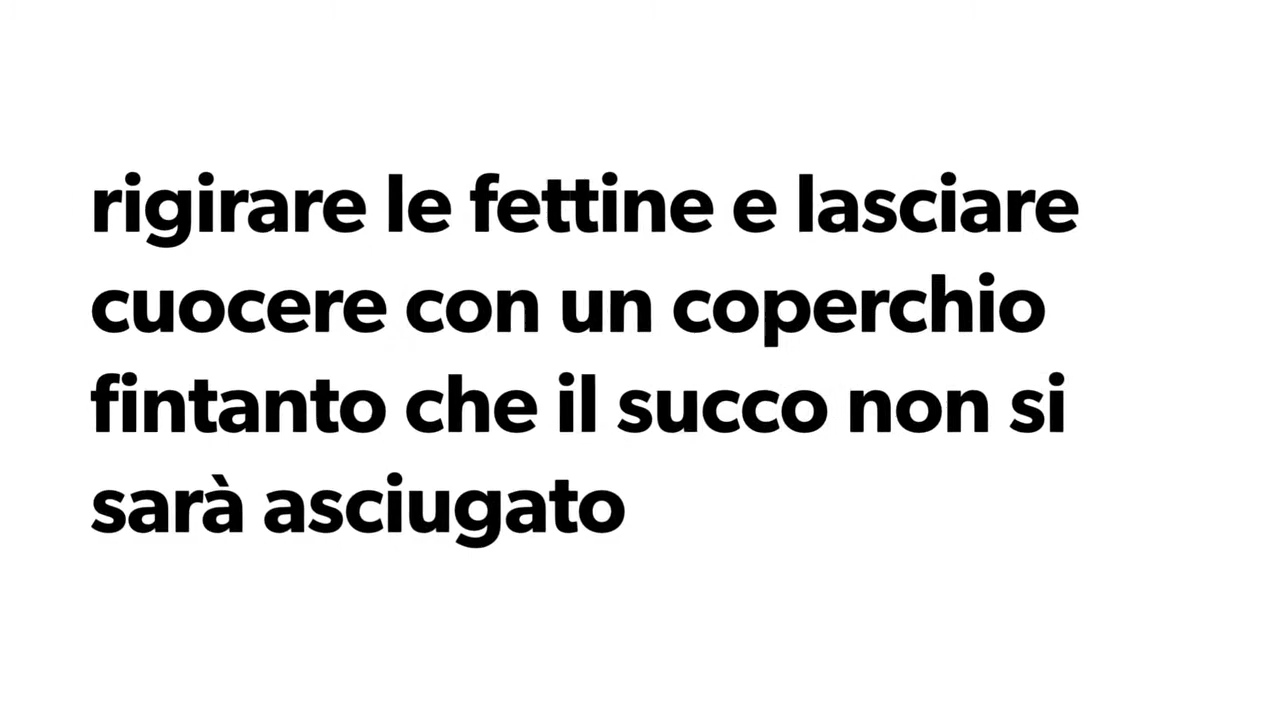 rigirare le fettine e lasciare
cuocere con un coperchio
fintanto che il succo non si
sarà asciugato